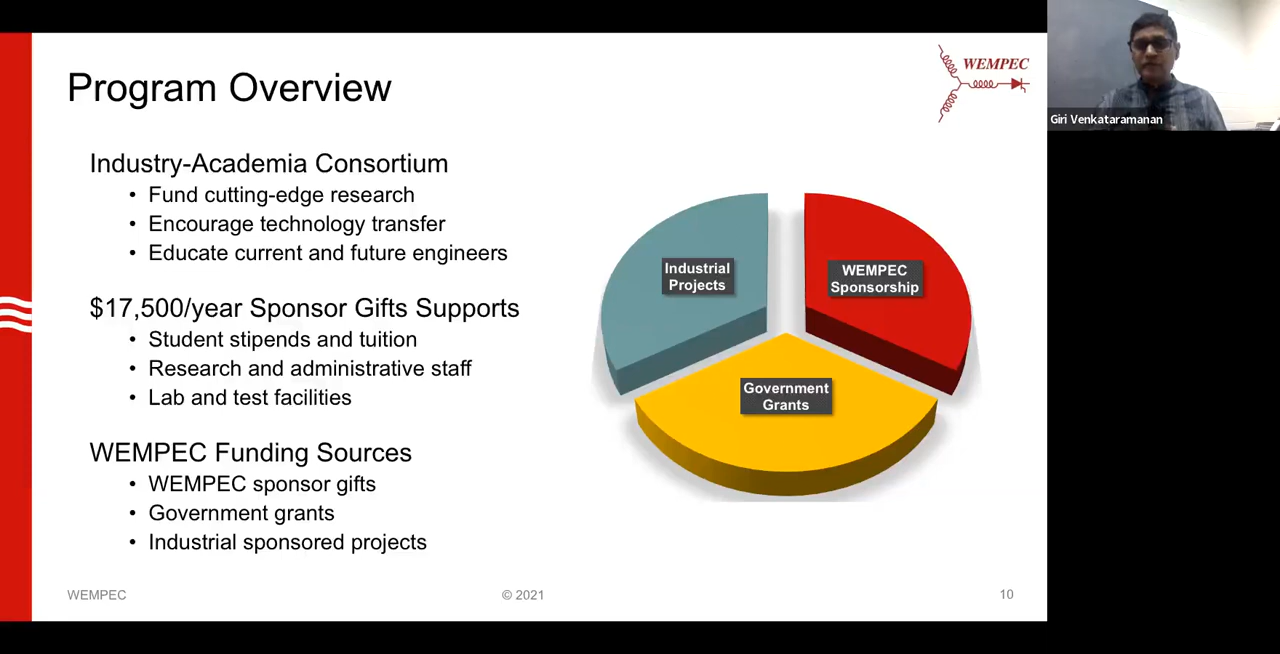 Program Overview
WEMPEC
Giri Venkataramanan
Industry-Academia Consortium
• Fund cutting-edge research
• Encourage technology transfer
• Educate current and future engineers
$17,500/year Sponsor Gifts Supports
• Student stipends and tuition
• Research and administrative staff
• Lab and test facilities
WEMPEC Funding Sources
• WEMPEC sponsor gifts
• Government grants
• Industrial sponsored projects
Industrial
Projects
WEMPEC
Sponsorship
Government
Grants
WEMPEC
© 2021
10